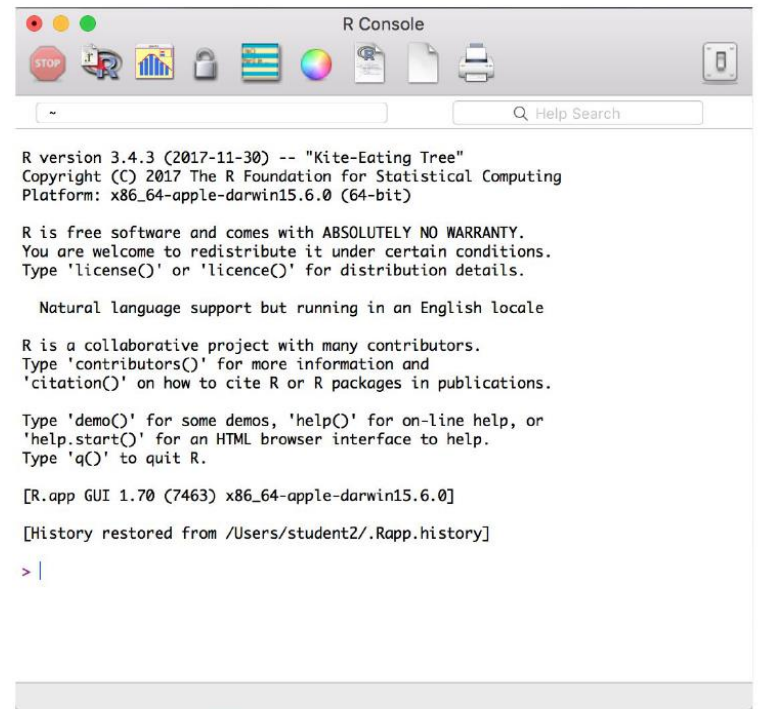 R Console
STOP
~
Help Search
R version 3.4.3 (2017-11-30) -- "Kite-Eating Tree"
Copyright (C) 2017 The R Foundation for Statistical Computing
Platform: x86_64-apple-darwin15.6.0 (64-bit)
R is free software and comes with ABSOLUTELY NO WARRANTY.
You are welcome to redistribute it under certain conditions.
Type 'license()' or 'licence()' for distribution details.
Natural language support but running in an English locale
R is a collaborative project with many contributors.
Type 'contributors()' for more information and
'citation()' on how to cite R or R packages in publications.
Type 'demo()' for some demos, 'help()' for on-line help, or
'help.start()' for an HTML browser interface to help.
Type 'q()' to quit R.
[R.app GUI 1.70 (7463) x86_64-apple-darwin15.6.0]
[History restored from /Users/student2/.Rapp.history]
>